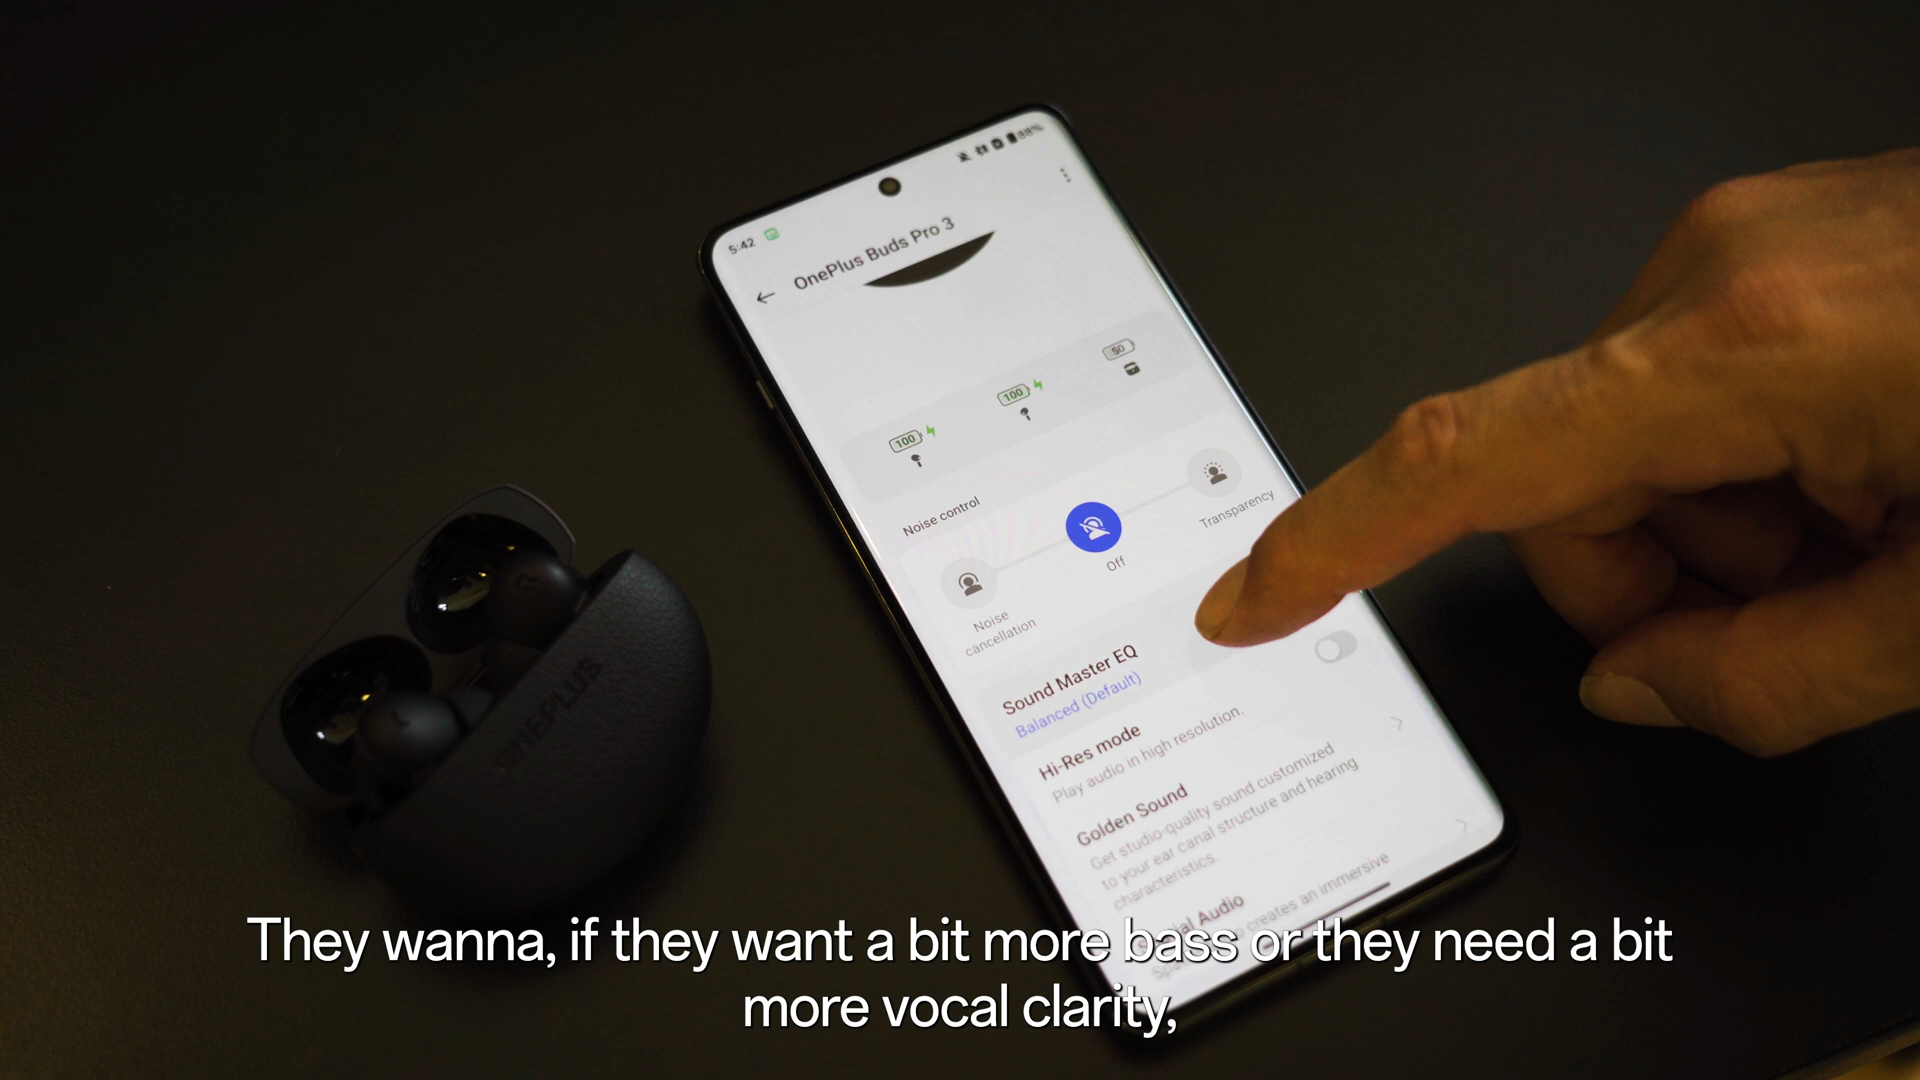 88%
5:42
OnePlus Buds Pro 3
100
100
50
Noise control
Noise
cancellation
Off
Transparency
Sound Master EQ
Balanced (Default)
Hi-Res mode
Play audio in high resolution.
Golden Sound
Get studio-quality sound customized
to your ear canal structure and hearing
characteristics.
Audio
creates an immersive
ONEPLUS
L
R
They wanna, if they want a bit more bass or they need a bit
more vocal clarity,